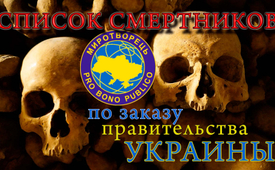 СПИСОК СМЕРТНИКОВ
МИРОТВОРЕЦЬ
PRO BONO PUBLICO
по заказу
правительства
УКРАИНЫ